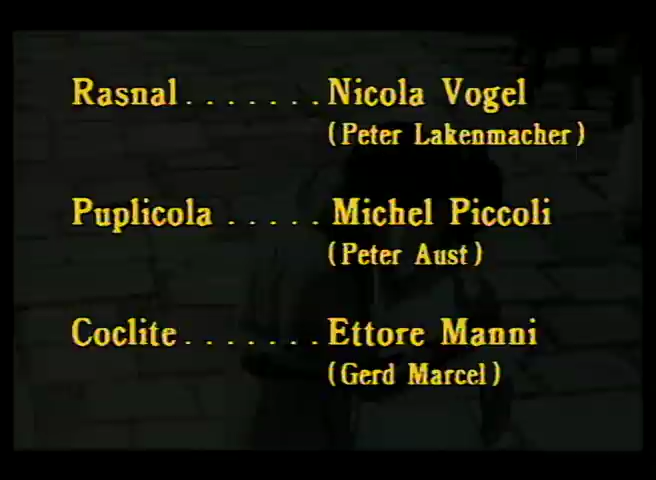 Rasnal.......Nicola Vogel
(Peter Lakenmacher)
Puplicola ..... Michel Piccoli
(Peter Aust)
Coclite.......Ettore Manni
(Gerd Marcel)